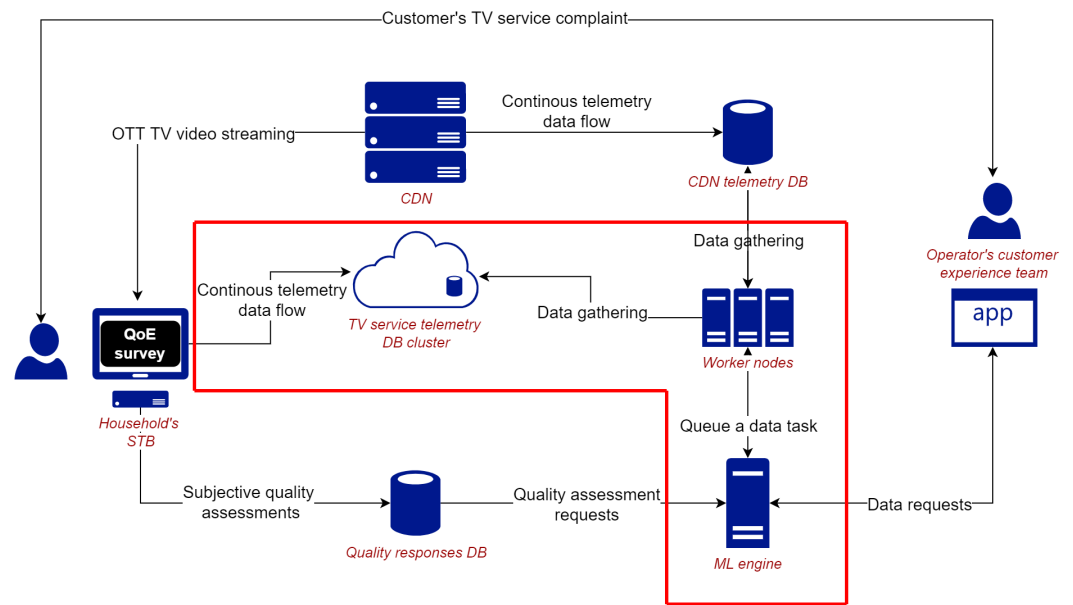 Customer's TV service complaint
OTT TV video streaming
Continous telemetry
data flow
CDN
CDN telemetry DB
Data gathering
Operator's customer
experience team
Continous telemetry
data flow
TV service telemetry
DB cluster
Data gathering
Worker nodes
app
QoE
survey
Household's
STB
Queue a data task
Subjective quality
assessments
Quality responses DB
Quality assessment
requests
ML engine
Data requests